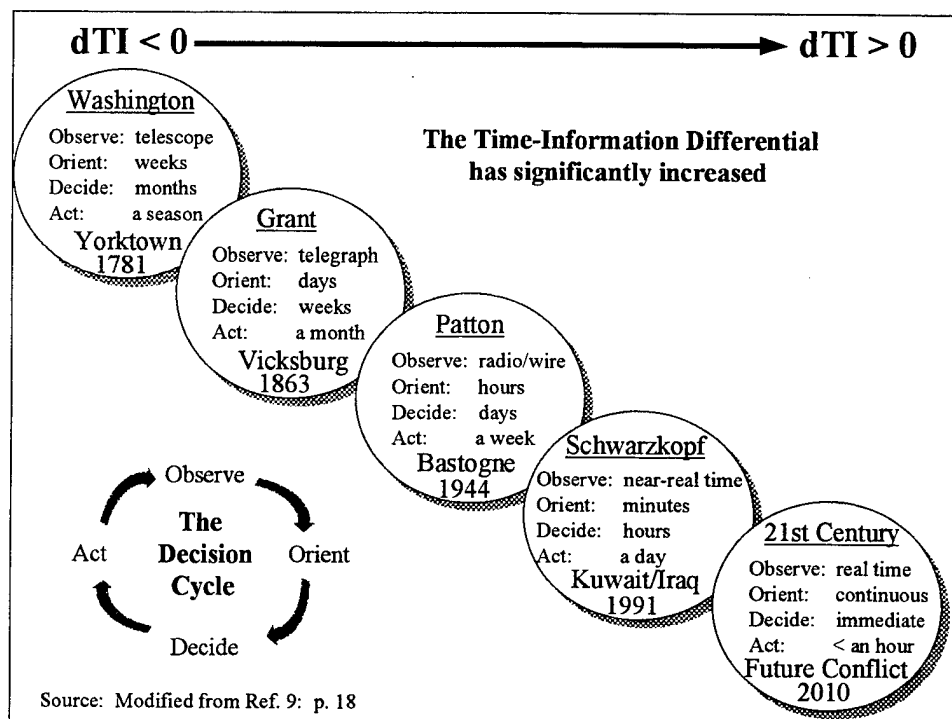 dTI < 0
dTI > 0
The Time-Information Differential
has significantly increased
Washington
Observe: telescope
Orient: weeks
Decide: months
Act: a season
Yorktown
1781
Grant
Observe: telegraph
Orient: days
Decide: weeks
Act: a month
Vicksburg
1863
Patton
Observe: radio/wire
Orient: hours
Decide: days
Act: a week
Bastogne
1944
Schwarzkopf
Observe: near-real time
Orient: minutes
Decide: hours
Act: a day
Kuwait/Iraq
1991
21st Century
Observe: real time
Orient: continuous
Decide: immediate
Act: < an hour
Future Conflict
2010
Observe
Orient
Decide
Act
The
Decision
Cycle
Source: Modified from Ref. 9: p. 18